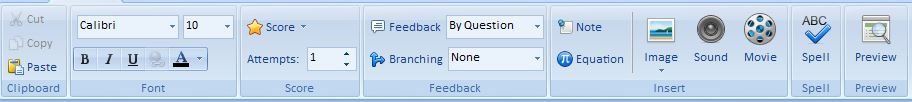 Cut
Copy
Paste
Clipboard
Calibri 10
B I U A
Font
Score
Attempts: 1
Score
Feedback By Question
Branching None
Feedback
Note
π Equation
Image Sound Movie
Insert
ABC
Spell
Spell
Preview
Preview